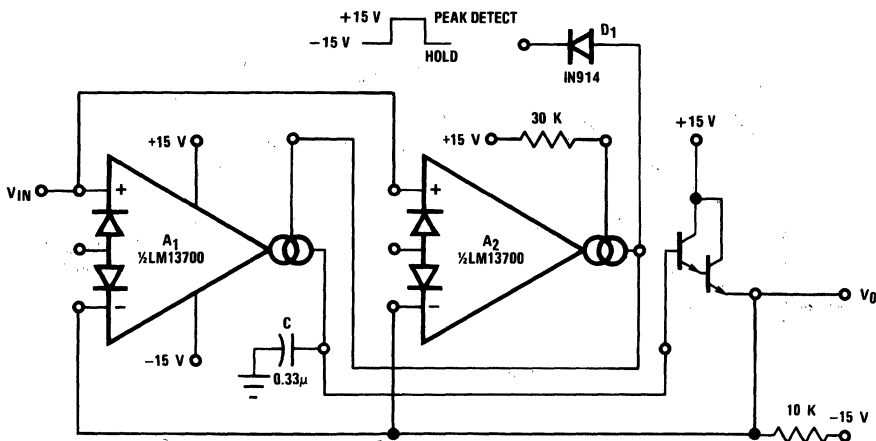 +15 V PEAK DETECT
−15 V HOLD
D1
IN914
30 K
+15 V
+15 V
+15 V
VIN
+
+
A1
½LM13700
A2
½LM13700
−
−
VO
C
−15 V
0.33μ
10 K
−15 V